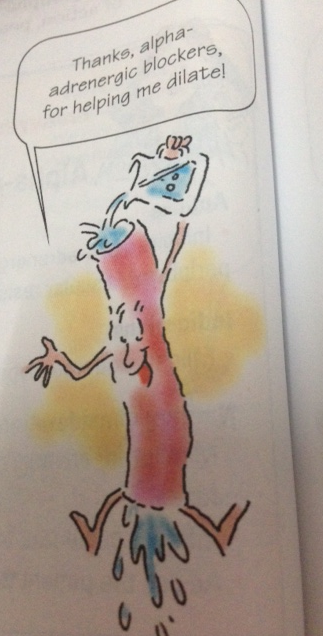 Thanks, alpha-
adrenergic blockers,
for helping me dilate!